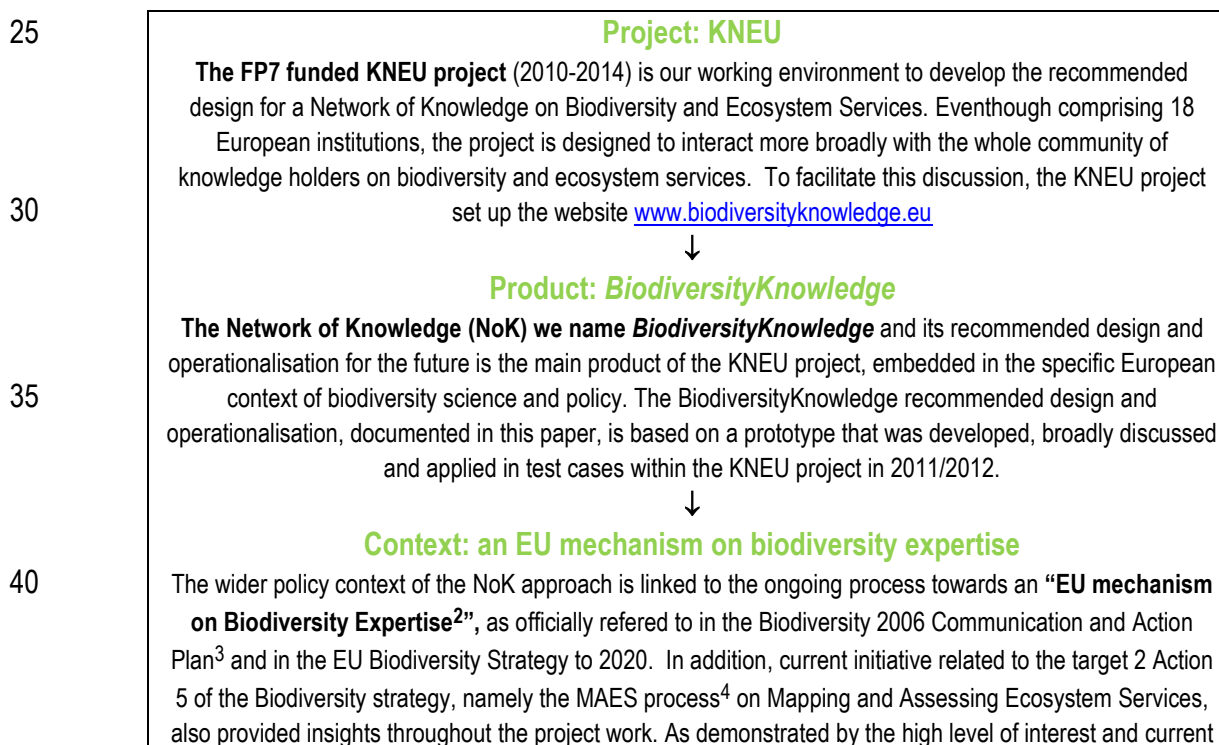 25 Project: KNEU
The FP7 funded KNEU project (2010-2014) is our working environment to develop the recommended
design for a Network of Knowledge on Biodiversity and Ecosystem Services. Eventhough comprising 18
European institutions, the project is designed to interact more broadly with the whole community of
knowledge holders on biodiversity and ecosystem services. To facilitate this discussion, the KNEU project
30 set up the website www.biodiversityknowledge.eu
↓
Product: BiodiversityKnowledge
The Network of Knowledge (NoK) we name BiodiversityKnowledge and its recommended design and
operationalisation for the future is the main product of the KNEU project, embedded in the specific European
35 context of biodiversity science and policy. The BiodiversityKnowledge recommended design and
operationalisation, documented in this paper, is based on a prototype that was developed, broadly discussed
and applied in test cases within the KNEU project in 2011/2012.
↓
Context: an EU mechanism on biodiversity expertise
40 The wider policy context of the NoK approach is linked to the ongoing process towards an “EU mechanism
on Biodiversity Expertise²”, as officially refered to in the Biodiversity 2006 Communication and Action
Plan³ and in the EU Biodiversity Strategy to 2020. In addition, current initiative related to the target 2 Action
5 of the Biodiversity strategy, namely the MAES process⁴ on Mapping and Assessing Ecosystem Services,
also provided insights throughout the project work. As demonstrated by the high level of interest and current